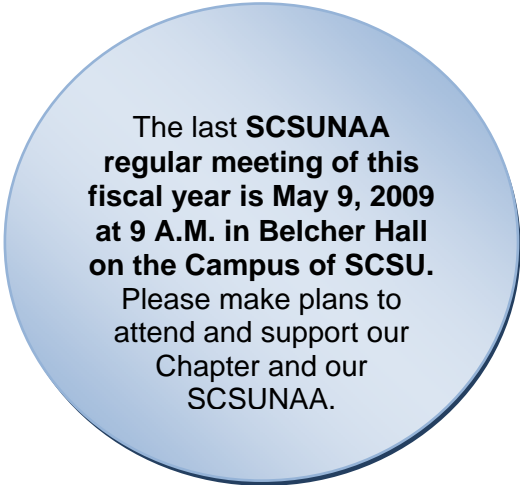 The last SCSUNAA
regular meeting of this
fiscal year is May 9, 2009
at 9 A.M. in Belcher Hall
on the Campus of SCSU.
Please make plans to
attend and support our
Chapter and our
SCSUNAA.